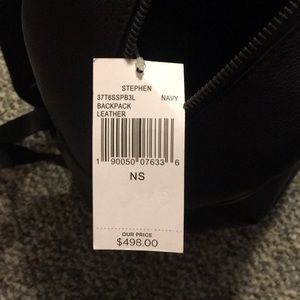 STEPHEN
37T6SSPB3L NAVY
BACKPACK
LEATHER
1 90050 07633 6
NS
OUR PRICE
$498.00